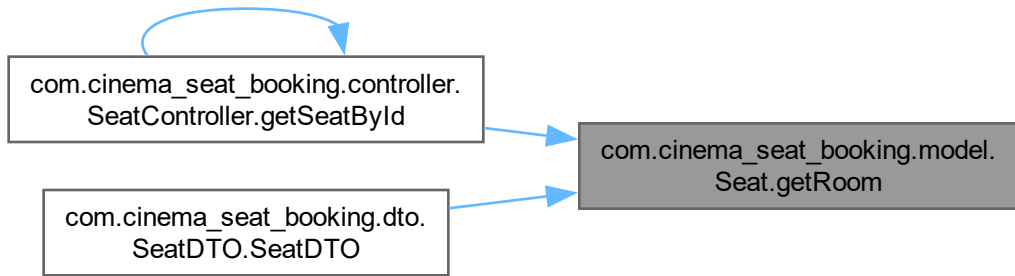 com.cinema_seat_booking.controller.
SeatController.getSeatById
com.cinema_seat_booking.model.
Seat.getRoom
com.cinema_seat_booking.dto.
SeatDTO.SeatDTO